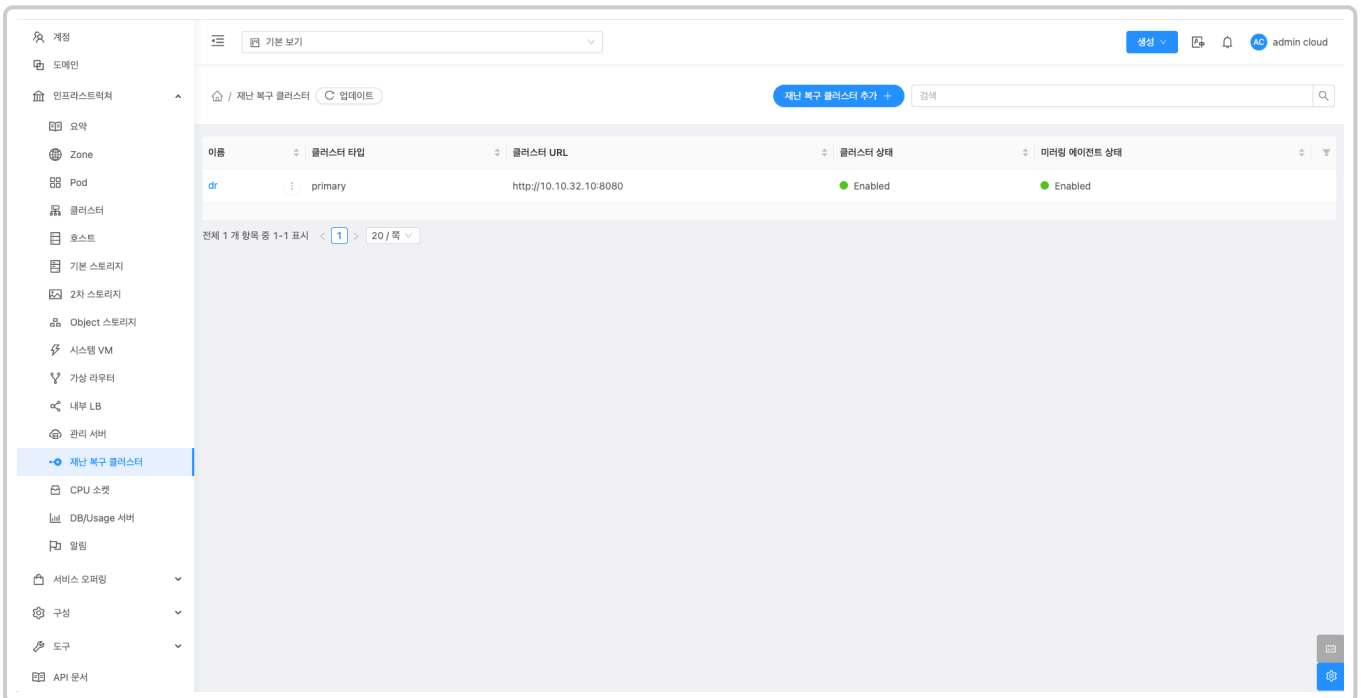 계정
도메인
인프라스트럭쳐
요약
Zone
Pod
클러스터
호스트
기본 스토리지
2차 스토리지
Object 스토리지
시스템 VM
가상 라우터
내부 LB
관리 서버
재난 복구 클러스터
CPU 소켓
DB/Usage 서버
알림
서비스 오퍼링
구성
도구
API 문서
기본 보기
생성
AC admin cloud
/ 재난 복구 클러스터 업데이트
재난 복구 클러스터 추가 +
검색
이름 클러스터 타입 클러스터 URL 클러스터 상태 미러링 에이전트 상태
dr primary http://10.10.32.10:8080 Enabled Enabled
전체 1 개 항목 중 1-1 표시 < 1 > 20 / 쪽